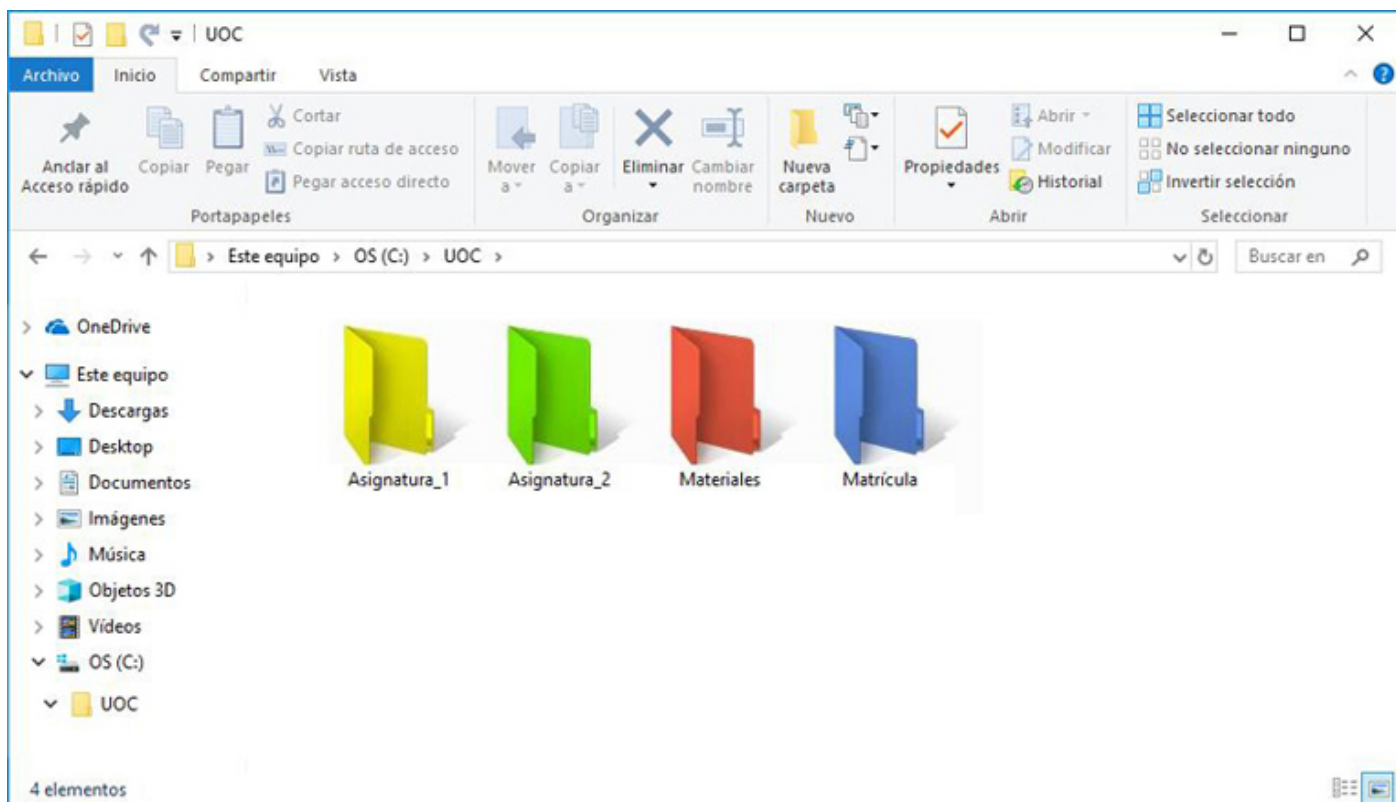 UOC
Archivo Inicio Compartir Vista
Anclar al Acceso rápido
Copiar
Pegar
Cortar
Copiar ruta de acceso
Pegar acceso directo
Portapapeles
Mover a
Copiar a
Eliminar
Cambiar nombre
Organizar
Nueva carpeta
Nuevo
Propiedades
Abrir
Modificar
Historial
Abrir
Seleccionar todo
No seleccionar ninguno
Invertir selección
Seleccionar
Este equipo > OS (C:) > UOC >
Buscar en
OneDrive
Este equipo
Descargas
Desktop
Documentos
Imágenes
Música
Objetos 3D
Vídeos
OS (C:)
UOC
Asignatura_1 Asignatura_2 Materiales Matrícula
4 elementos